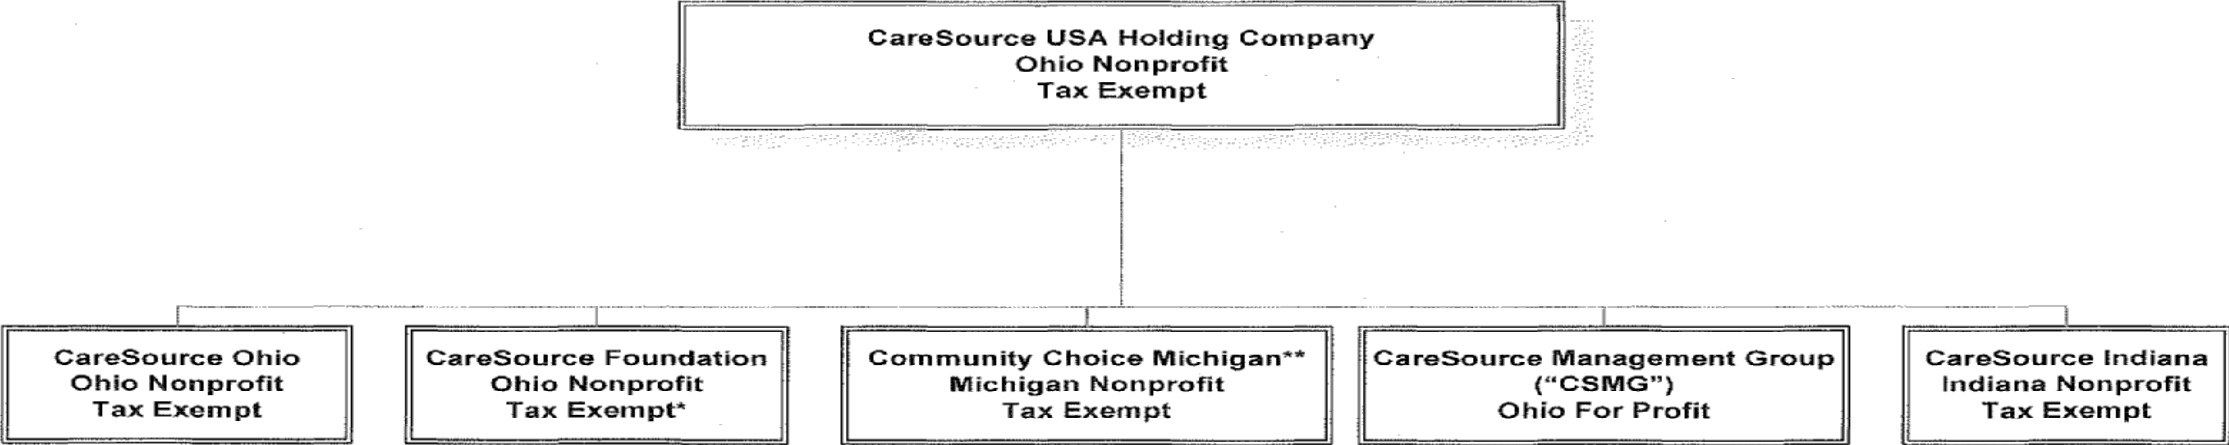 CareSource USA Holding Company
Ohio Nonprofit
Tax Exempt
CareSource Ohio
Ohio Nonprofit
Tax Exempt
CareSource Foundation
Ohio Nonprofit
Tax Exempt*
Community Choice Michigan**
Michigan Nonprofit
Tax Exempt
CareSource Management Group
(“CSMG”)
Ohio For Profit
CareSource Indiana
Indiana Nonprofit
Tax Exempt